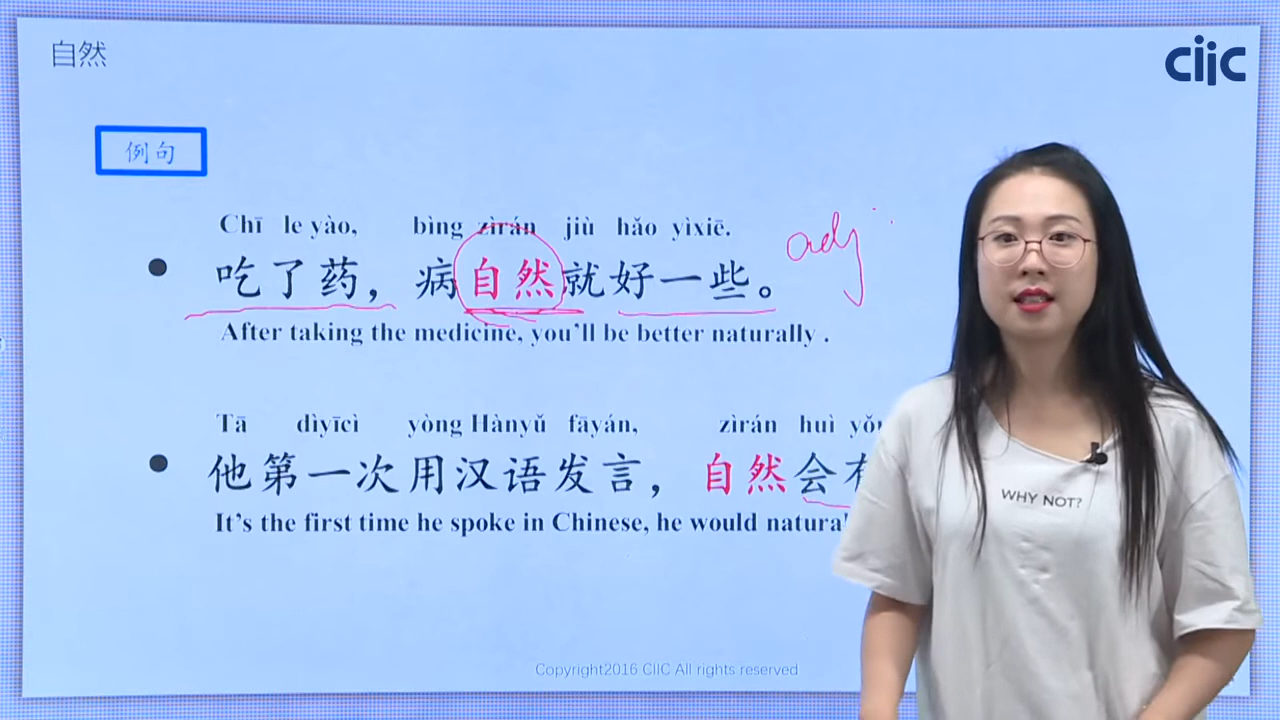 自然
ciic
例句
Chī le yào, bìng zìrán jiù hǎo yìxiē.
吃了药，病自然就好一些。
adj
After taking the medicine, you’ll be better naturally .
Tā dìyīcì yòng Hànyǔ fāyán, zìrán huì
他第一次用汉语发言，自然会有
It’s the first time he spoke in Chinese, he would
WHY NOT?
Copyright2016 CIIC All rights reserved